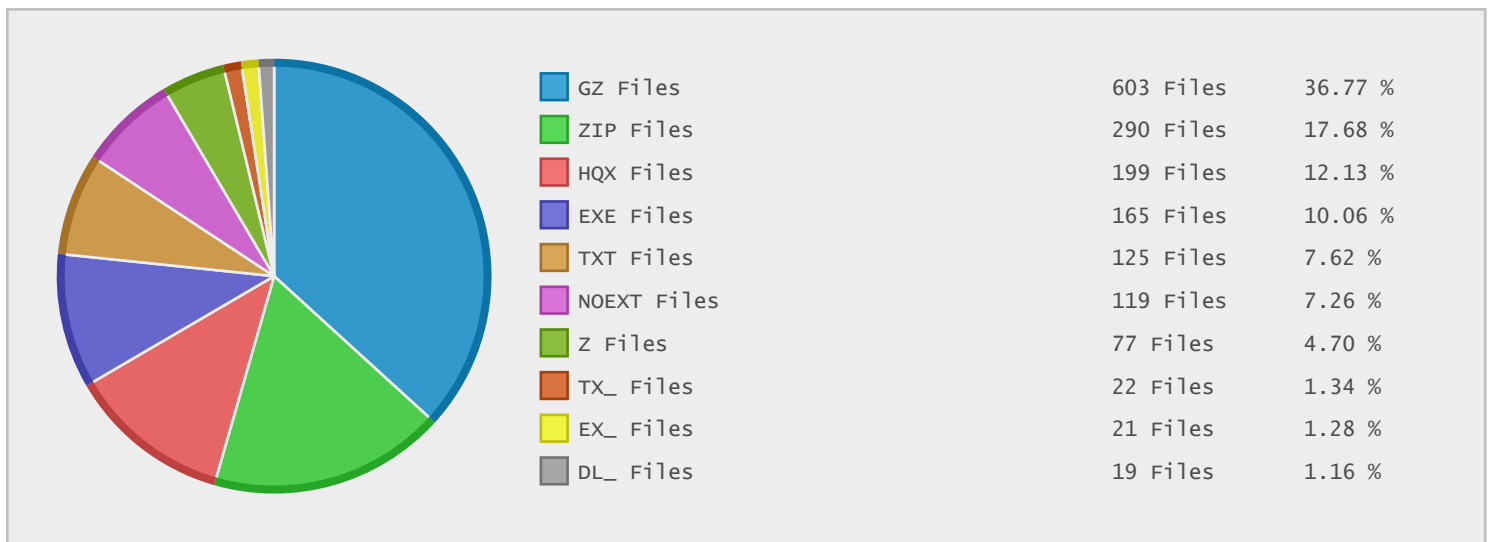 GZ Files 603 Files 36.77 %
ZIP Files 290 Files 17.68 %
HQX Files 199 Files 12.13 %
EXE Files 165 Files 10.06 %
TXT Files 125 Files 7.62 %
NOEXT Files 119 Files 7.26 %
Z Files 77 Files 4.70 %
TX_ Files 22 Files 1.34 %
EX_ Files 21 Files 1.28 %
DL_ Files 19 Files 1.16 %